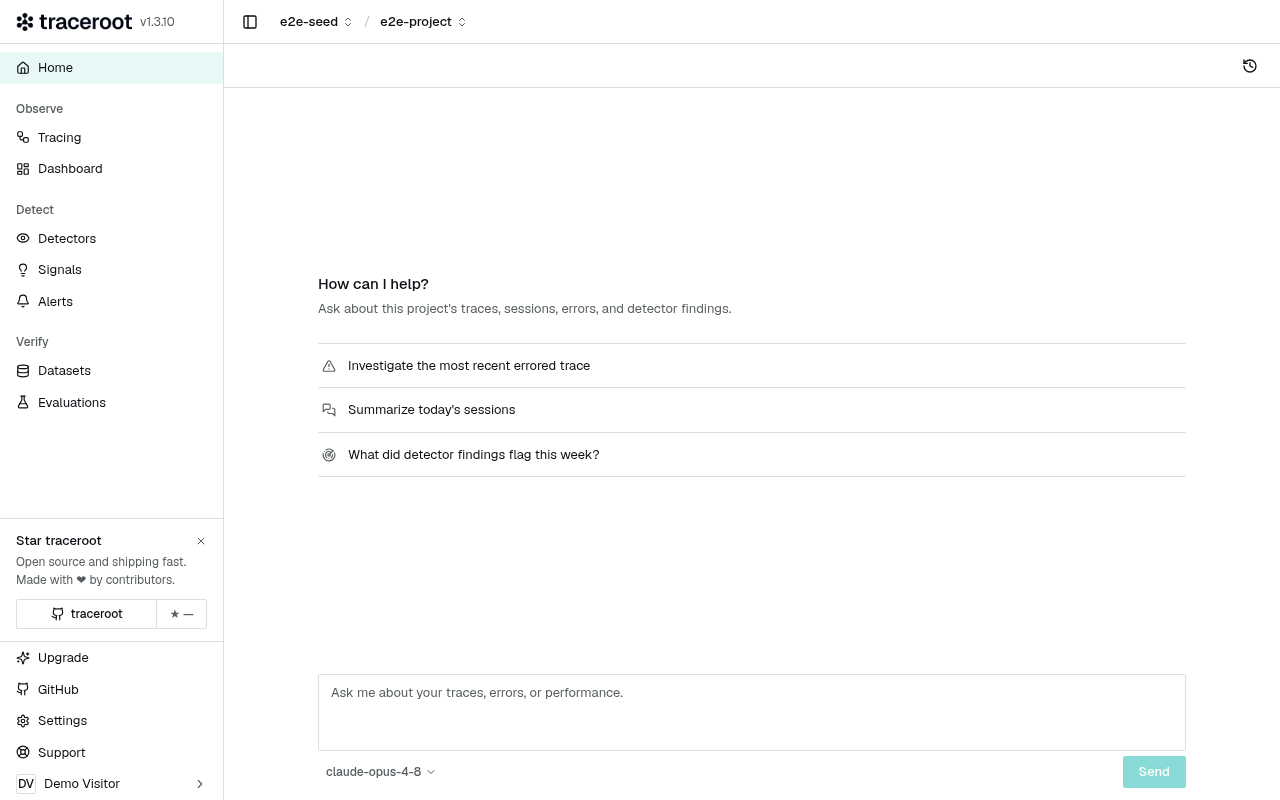 traceroot v1.3.10
e2e-seed / e2e-project
Home
Observe
Tracing
Dashboard
Detect
Detectors
Signals
Alerts
Verify
Datasets
Evaluations
Star traceroot
Open source and shipping fast.
Made with ❤ by contributors.
traceroot ★ —
Upgrade
GitHub
Settings
Support
DV Demo Visitor
How can I help?
Ask about this project's traces, sessions, errors, and detector findings.
Investigate the most recent errored trace
Summarize today's sessions
What did detector findings flag this week?
Ask me about your traces, errors, or performance.
claude-opus-4-8
Send